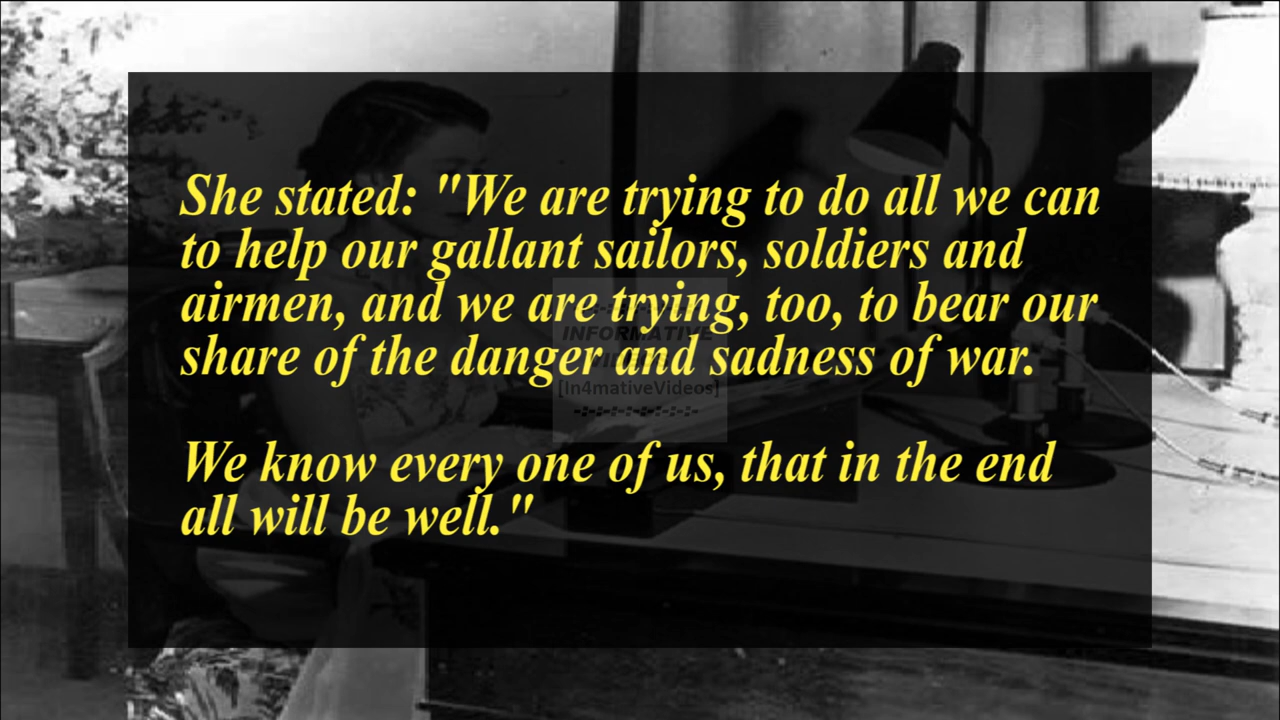 She stated: "We are trying to do all we can
to help our gallant sailors, soldiers and
airmen, and we are trying, too, to bear our
share of the danger and sadness of war.
We know every one of us, that in the end
all will be well."
INFORMATIVE
VIDEOS
[In4mativeVideos]